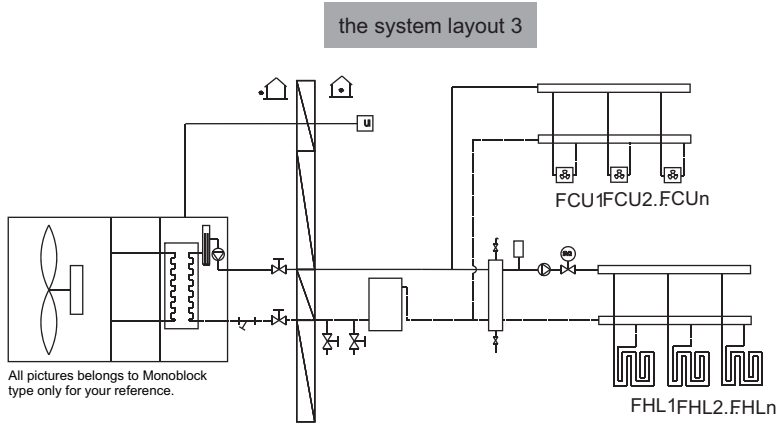 the system layout 3
u
FCU1FCU2...FCUn
All pictures belongs to Monoblock
type only for your reference.
FHL1FHL2...FHLn